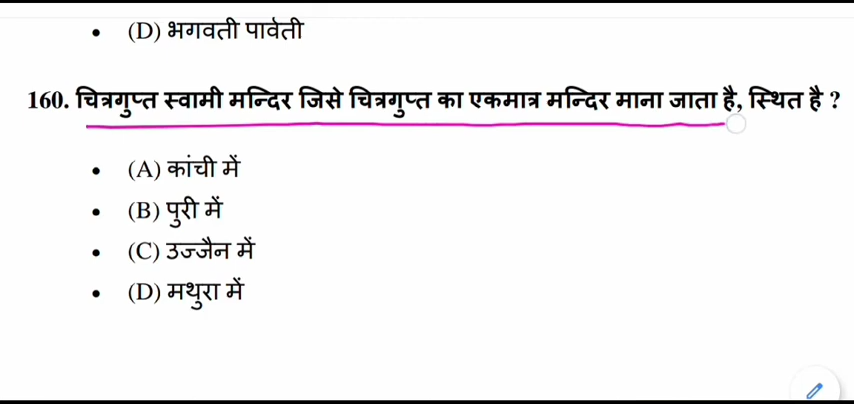 (D) भगवती पार्वती
160. चित्रगुप्त स्वामी मन्दिर जिसे चित्रगुप्त का एकमात्र मन्दिर माना जाता है, स्थित है ?
(A) कांची में
(B) पुरी में
(C) उज्जैन में
(D) मथुरा में